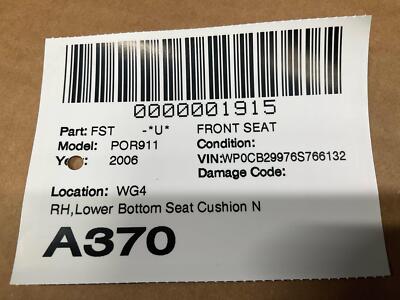 0000001915
Part: FST -*U* FRONT SEAT
Model: POR911 Condition:
Ye : 2006 VIN:WP0CB29976S766132
Damage Code:
Location: WG4
RH,Lower Bottom Seat Cushion N
A370